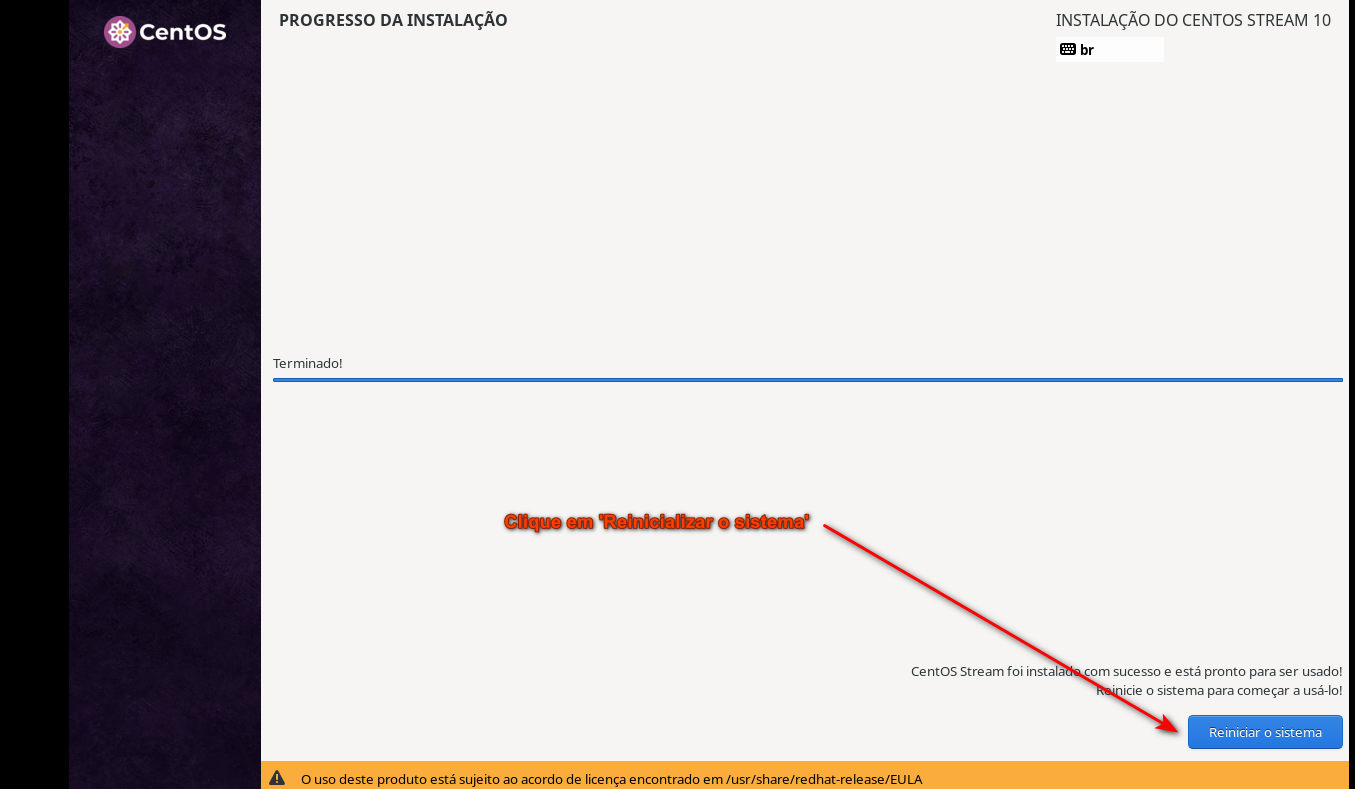 CentOS
PROGRESSO DA INSTALAÇÃO
INSTALAÇÃO DO CENTOS STREAM 10
br
Terminado!
Clique em 'Reinicializar o sistema'
CentOS Stream foi instalado com sucesso e está pronto para ser usado!
Reinicie o sistema para começar a usá-lo!
Reiniciar o sistema
O uso deste produto está sujeito ao acordo de licença encontrado em /usr/share/redhat-release/EULA